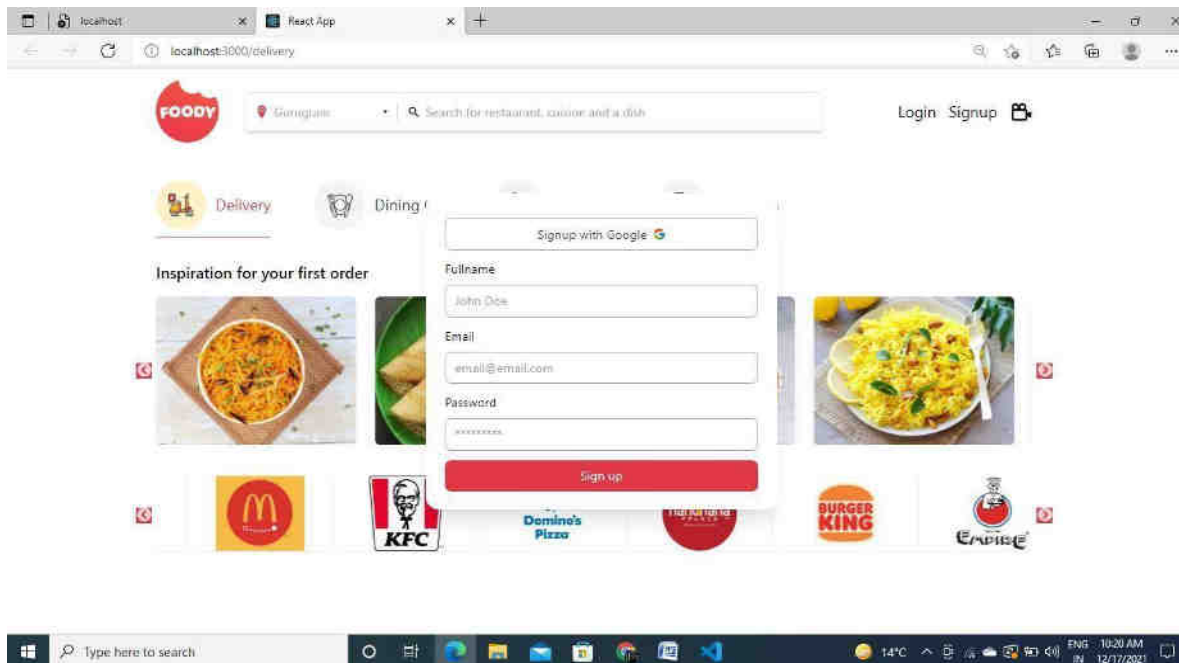 localhost
React App
localhost:3000/delivery
FOODY
Gurugram
Search for restaurant, cuisine and a dish
Login Signup
Delivery
Dining
Signup with Google
Inspiration for your first order
Fullname
John Doe
Email
email@email.com
Password
*********
Sign up
KFC
Domino's
Pizza
BURGER
KING
EMPIRE
Type here to search
14°C
ENG
IN
10:20 AM
12/17/2021